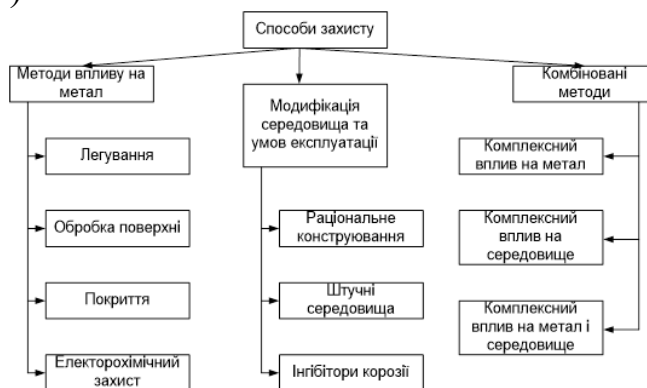 )
Способи захисту
Методи впливу на
метал
Модифікація
середовища та
умов експлуатації
Комбіновані
методи
Легування
Обробка поверхні
Покриття
Електорохімічний
захист
Раціональне
конструювання
Штучні
середовища
Інгібітори корозії
Комплексний
вплив на метал
Комплексний
вплив на
середовище
Комплексний
вплив на метал і
середовище